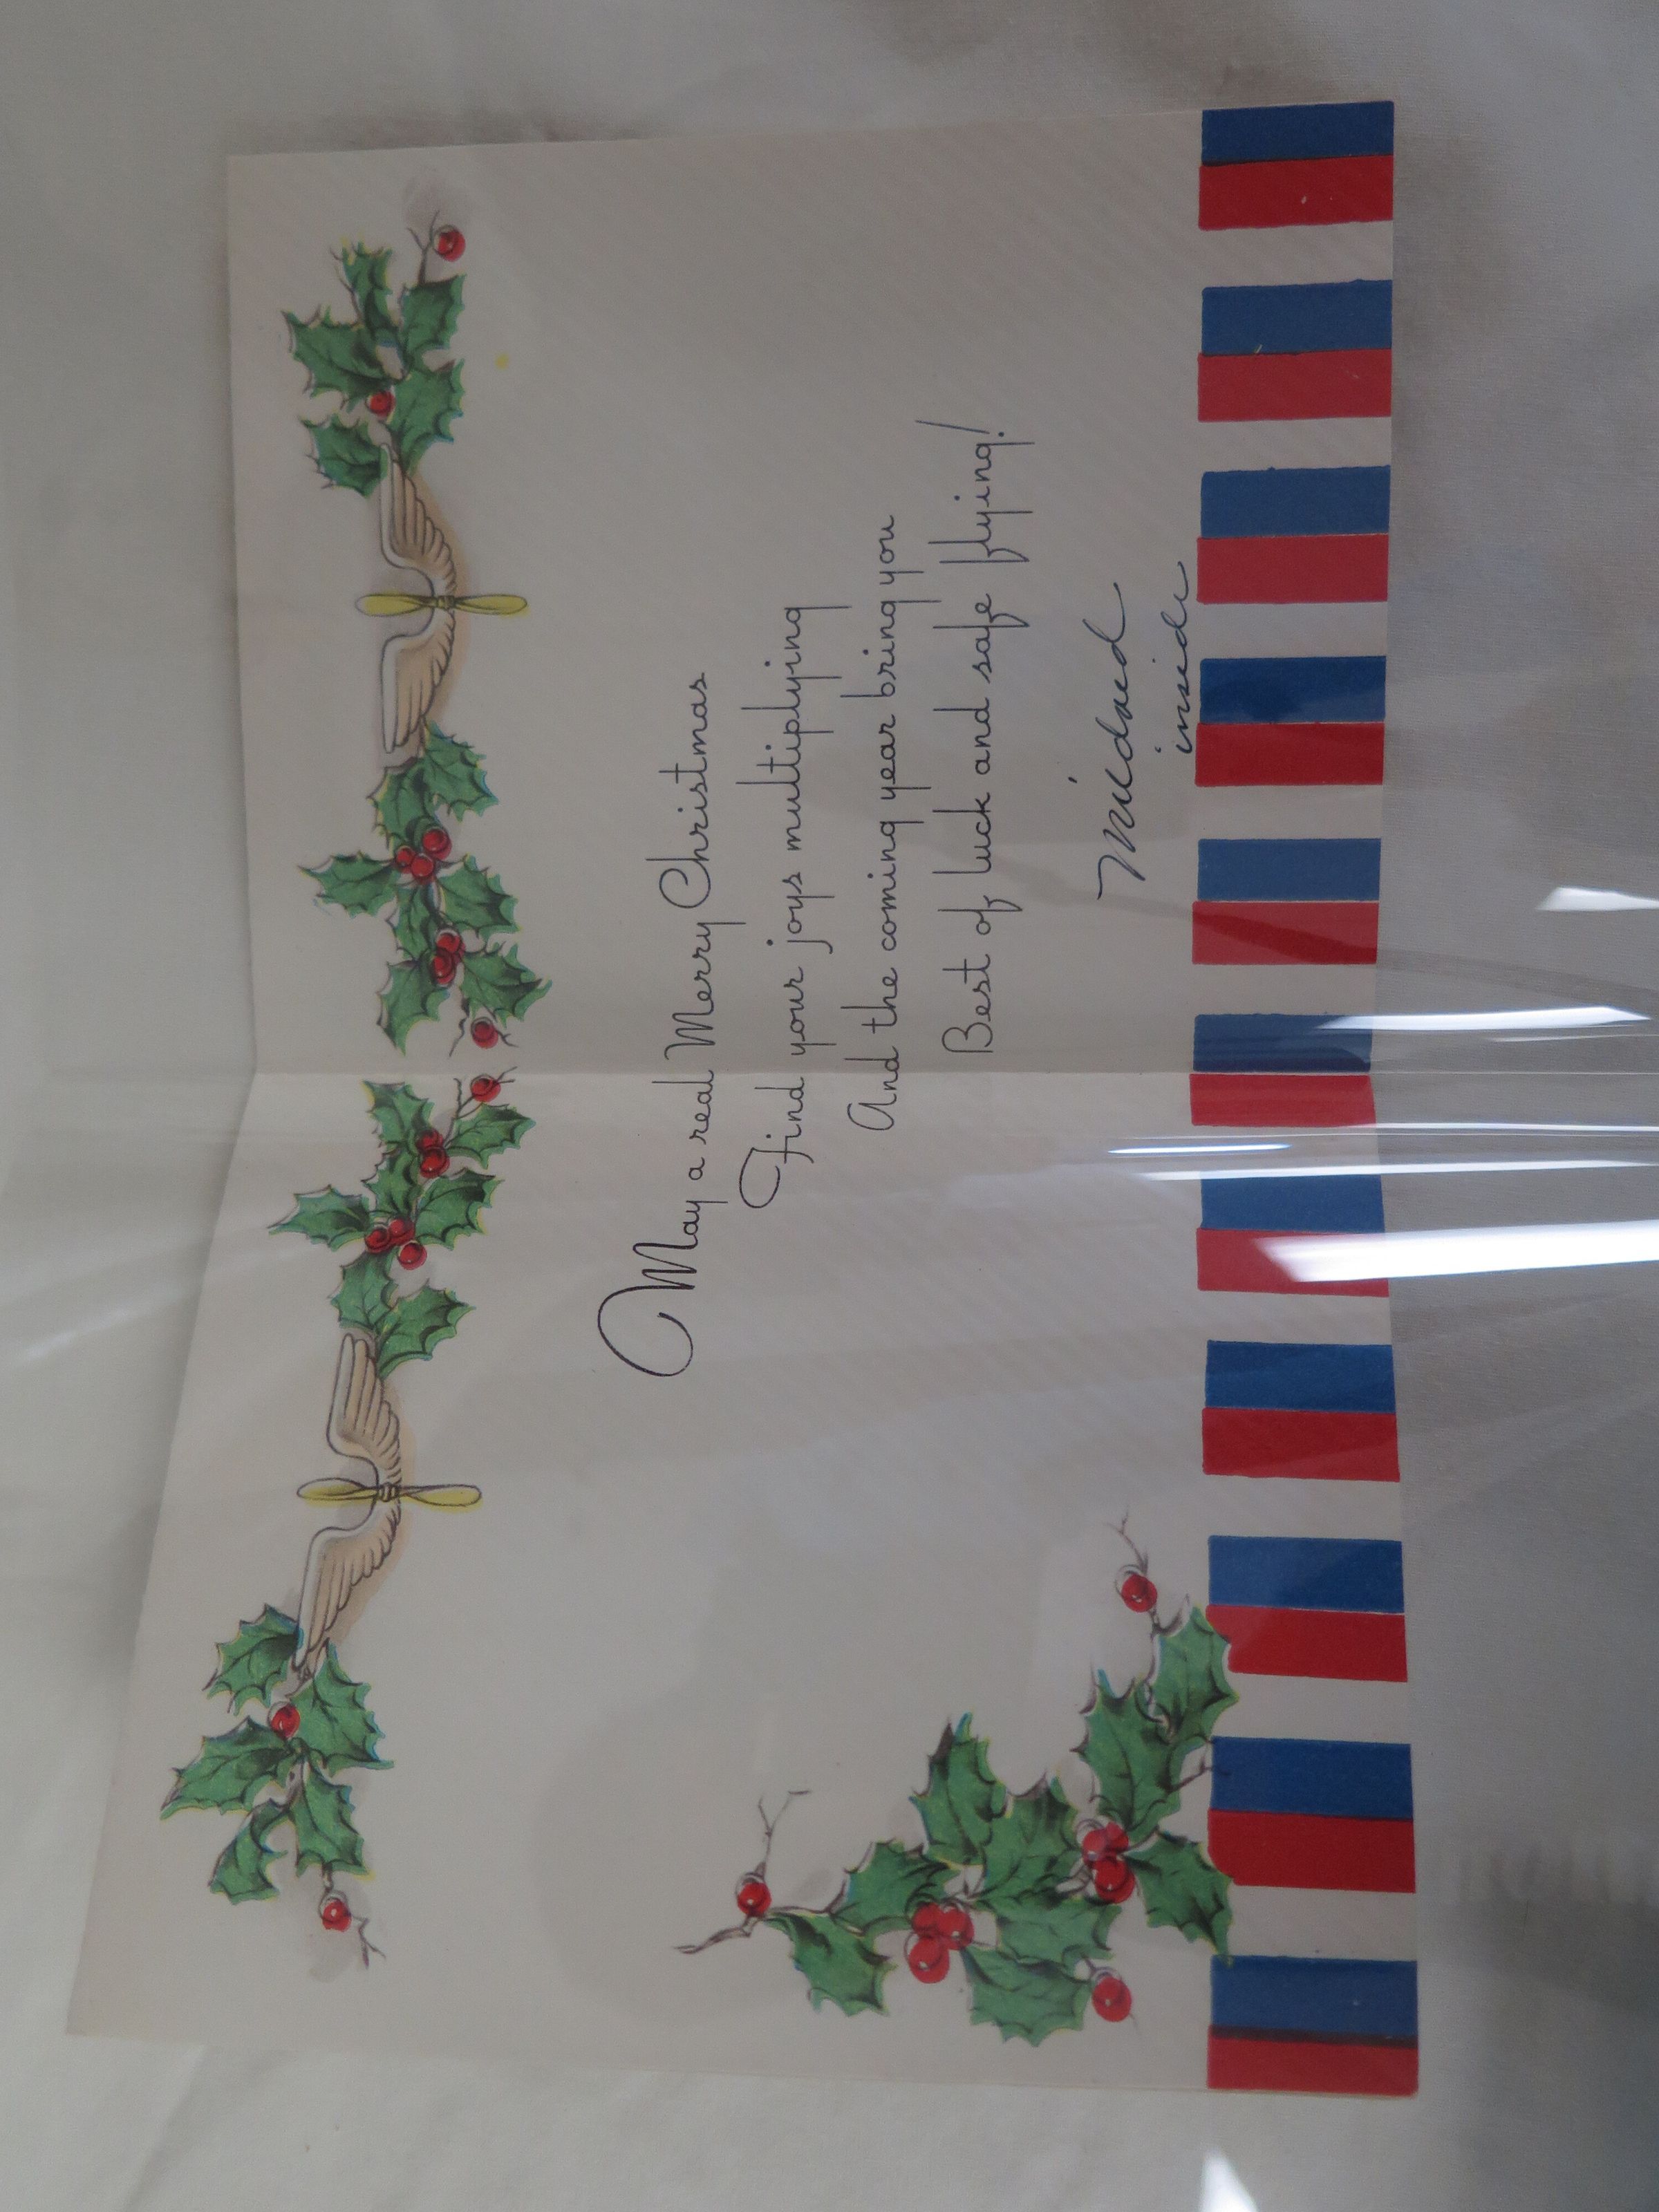 May a real Merry Christmas
Find your joys multiplying
And the coming year bring you
Best of luck and safe flying!
Mildred
inside